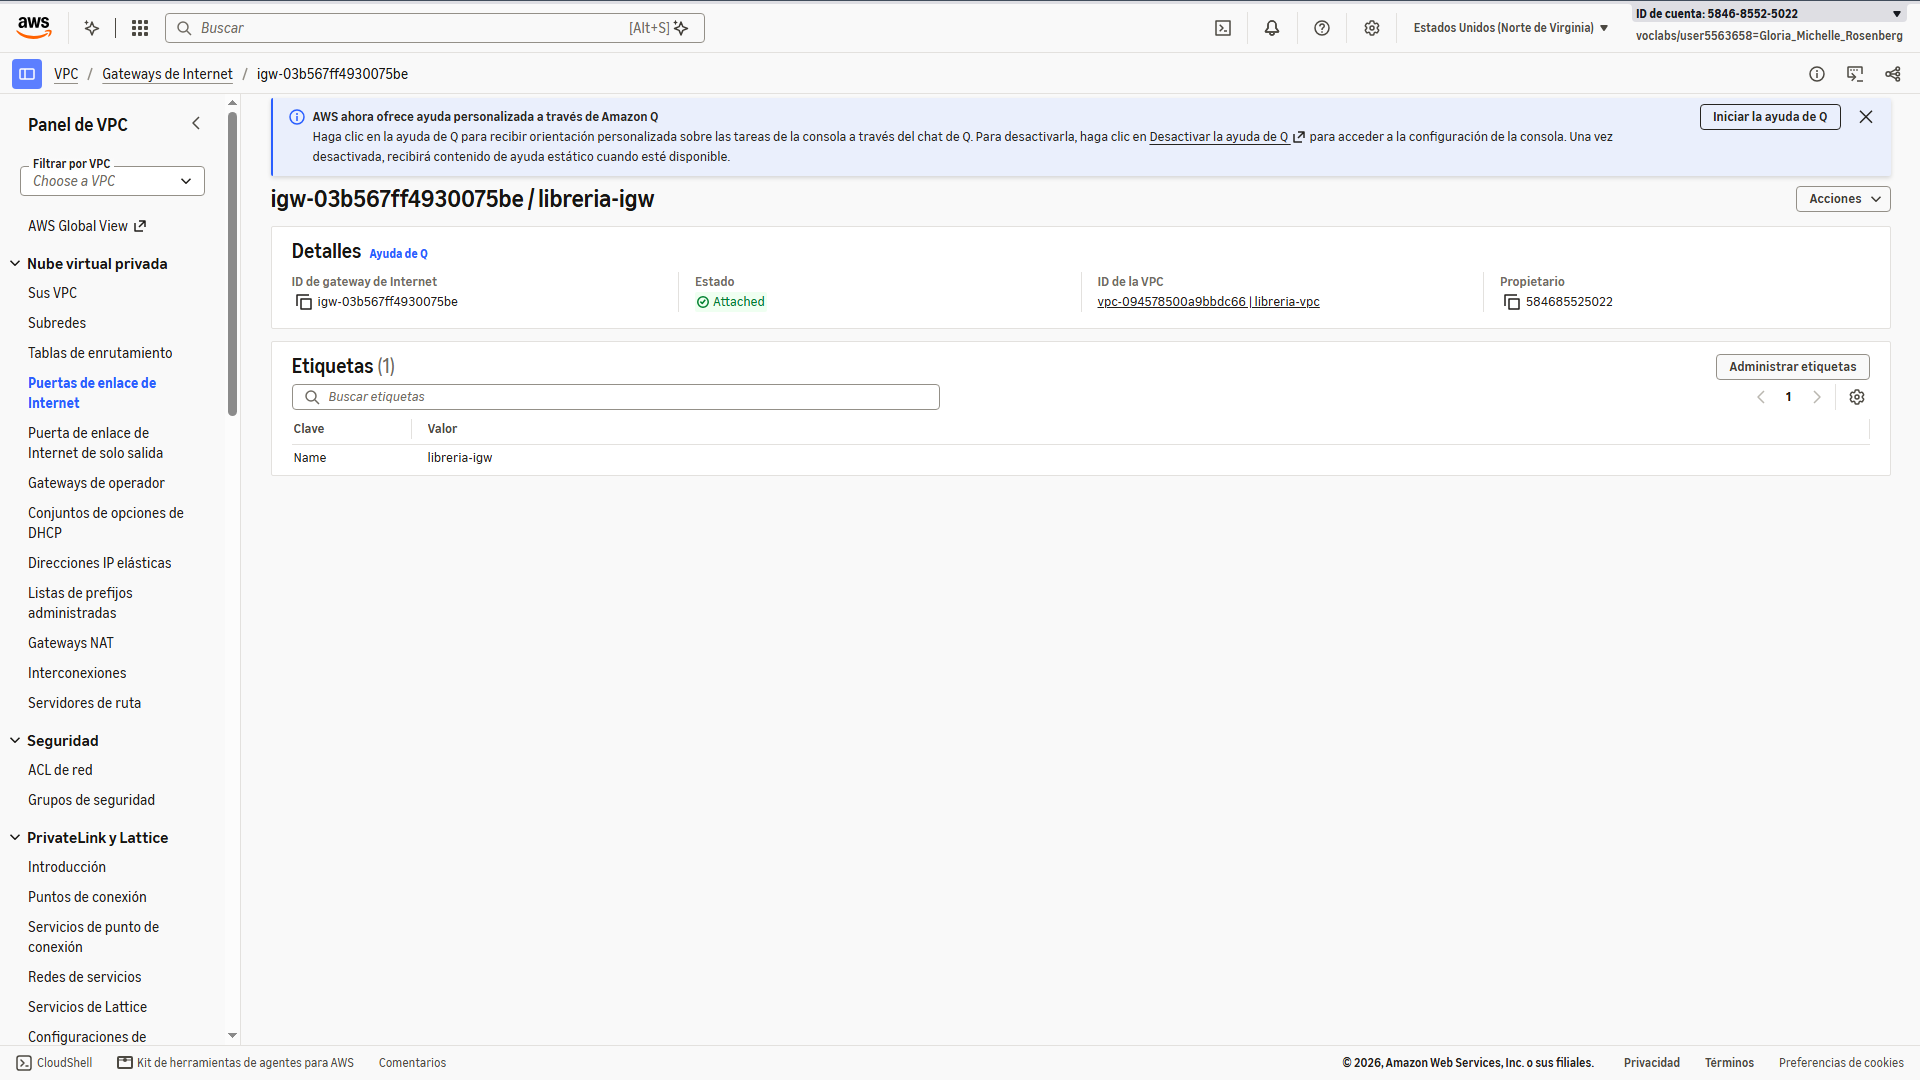 aws
Buscar
[Alt+S]
Estados Unidos (Norte de Virginia)
ID de cuenta: 5846-8552-5022
voclabs/user5563658=Gloria_Michelle_Rosenberg
VPC / Gateways de Internet / igw-03b567ff4930075be
Panel de VPC
Filtrar por VPC
Choose a VPC
AWS Global View
Nube virtual privada
Sus VPC
Subredes
Tablas de enrutamiento
Puertas de enlace de
Internet
Puerta de enlace de
Internet de solo salida
Gateways de operador
Conjuntos de opciones de
DHCP
Direcciones IP elásticas
Listas de prefijos
administradas
Gateways NAT
Interconexiones
Servidores de ruta
Seguridad
ACL de red
Grupos de seguridad
PrivateLink y Lattice
Introducción
Puntos de conexión
Servicios de punto de
conexión
Redes de servicios
Servicios de Lattice
Configuraciones de
AWS ahora ofrece ayuda personalizada a través de Amazon Q
Haga clic en la ayuda de Q para recibir orientación personalizada sobre las tareas de la consola a través del chat de Q. Para desactivarla, haga clic en Desactivar la ayuda de Q para acceder a la configuración de la consola. Una vez
desactivada, recibirá contenido de ayuda estático cuando esté disponible.
Iniciar la ayuda de Q
igw-03b567ff4930075be / libreria-igw
Acciones
Detalles Ayuda de Q
ID de gateway de Internet
igw-03b567ff4930075be
Estado
Attached
ID de la VPC
vpc-094578500a9bbdc66 | libreria-vpc
Propietario
584685525022
Etiquetas (1)
Administrar etiquetas
Buscar etiquetas
1
Clave Valor
Name libreria-igw
CloudShell
Kit de herramientas de agentes para AWS
Comentarios
© 2026, Amazon Web Services, Inc. o sus filiales.
Privacidad
Términos
Preferencias de cookies